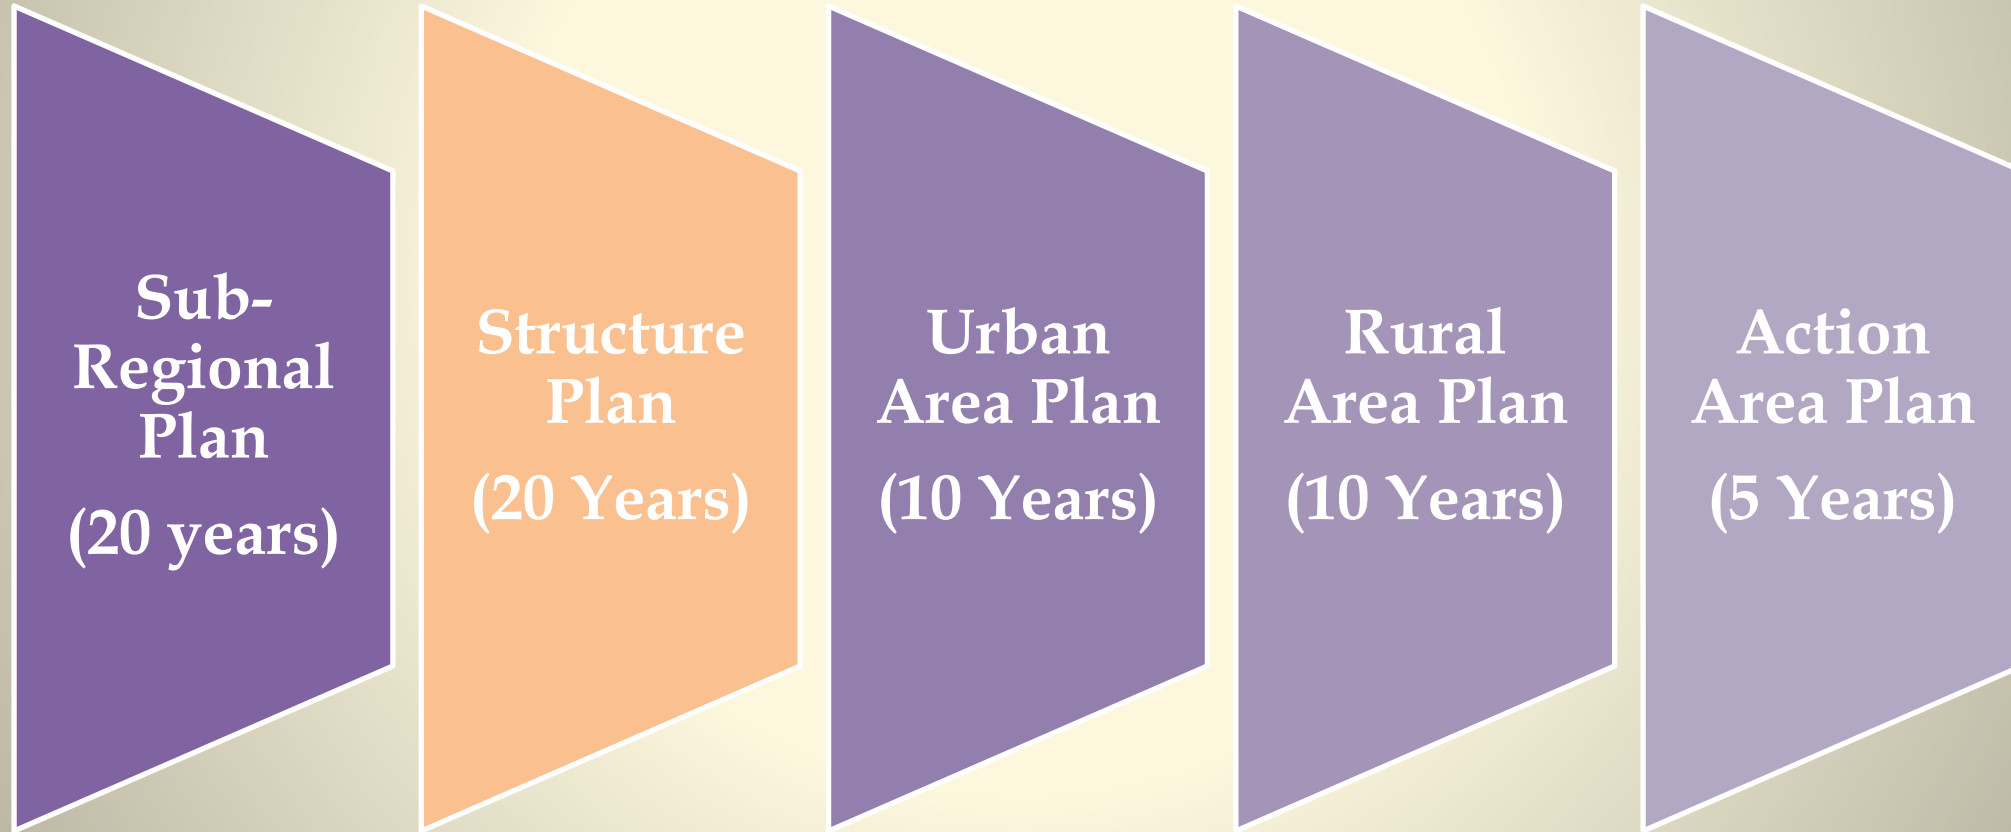 Sub-
Regional
Plan
(20 years)
Structure
Plan
(20 Years)
Urban
Area Plan
(10 Years)
Rural
Area Plan
(10 Years)
Action
Area Plan
(5 Years)